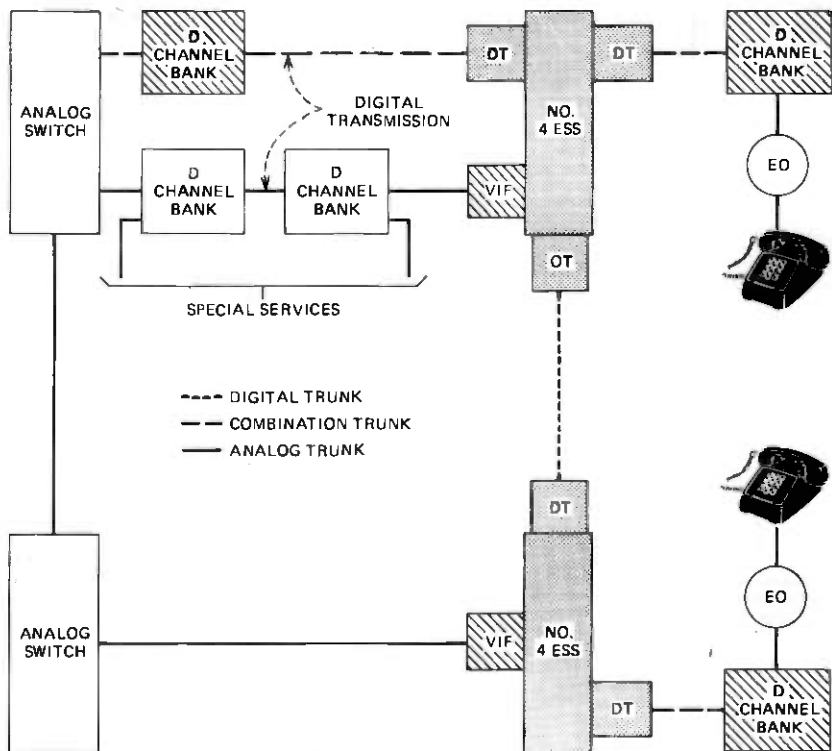 D
CHANNEL
BANK
DT
DT
D
CHANNEL
BANK
ANALOG
SWITCH
DIGITAL
TRANSMISSION
NO.
4 ESS
D
CHANNEL
BANK
D
CHANNEL
BANK
VIF
EO
OT
SPECIAL SERVICES
DIGITAL TRUNK
COMBINATION TRUNK
ANALOG TRUNK
DT
ANALOG
SWITCH
VIF
NO.
4 ESS
EO
DT
D
CHANNEL
BANK